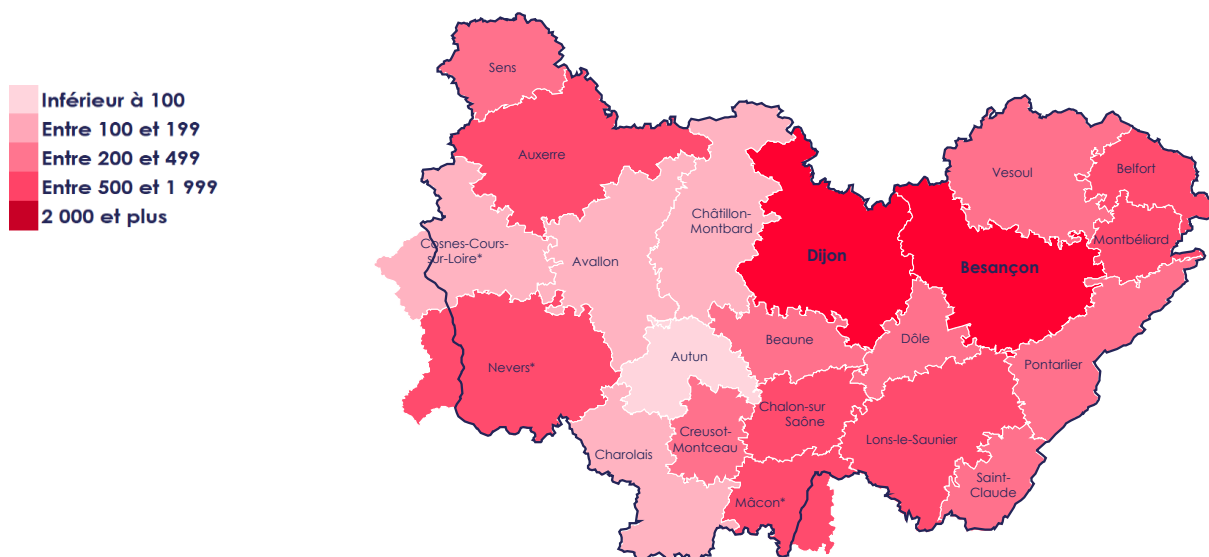 Inférieur à 100
Entre 100 et 199
Entre 200 et 499
Entre 500 et 1 999
2 000 et plus
Sens
Auxerre
Vesoul
Belfort
Châtillon-
Montbard
Cosnes-Cours-
sur-Loire*
Montbéliard
Avallon
Dijon
Besançon
Beaune
Dôle
Autun
Nevers*
Pontarlier
Chalon-sur
Saône
Creusot-
Montceau
Lons-le-Saunier
Charolais
Saint-
Claude
Mâcon*